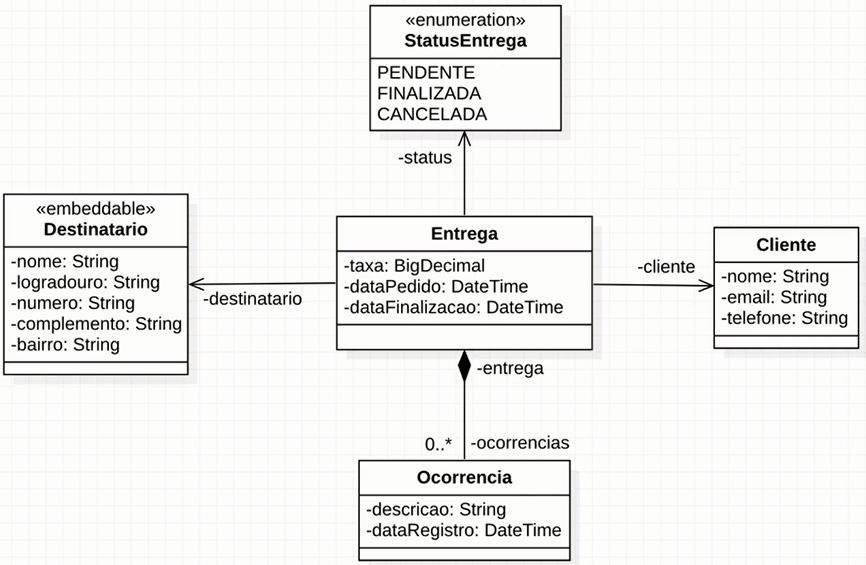 «enumeration»
StatusEntrega
PENDENTE
FINALIZADA
CANCELADA
-status
«embeddable»
Destinatario
-nome: String
-logradouro: String
-numero: String
-complemento: String
-bairro: String
-destinatario
Entrega
-taxa: BigDecimal
-dataPedido: DateTime
-dataFinalizacao: DateTime
-cliente
Cliente
-nome: String
-email: String
-telefone: String
-entrega
0..*
-ocorrencias
Ocorrencia
-descricao: String
-dataRegistro: DateTime